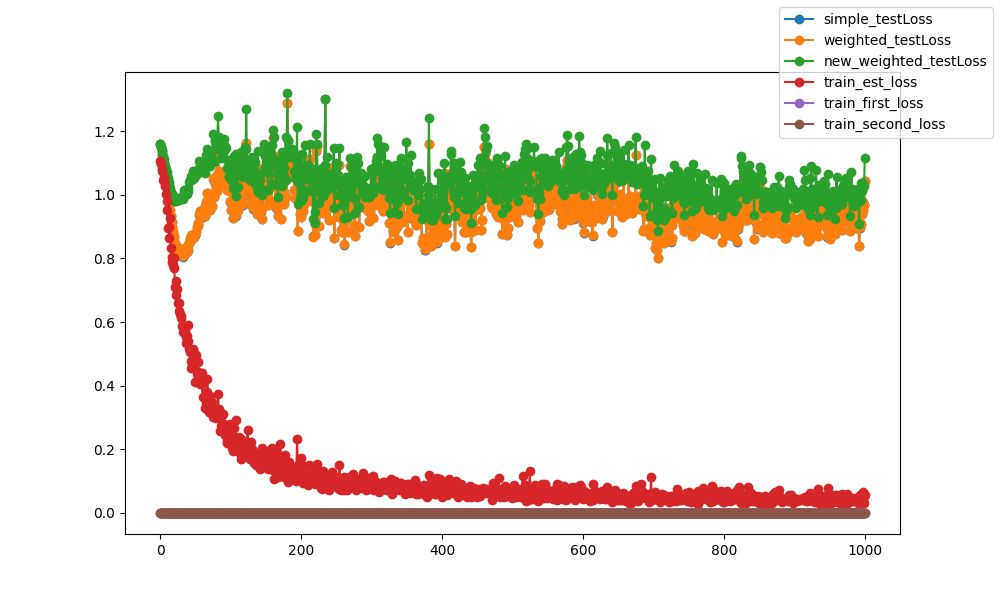 simple_testLoss
weighted_testLoss
new_weighted_testLoss
train_est_loss
train_first_loss
train_second_loss
1.2
1.0
0.8
0.6
0.4
0.2
0.0
0 200 400 600 800 1000